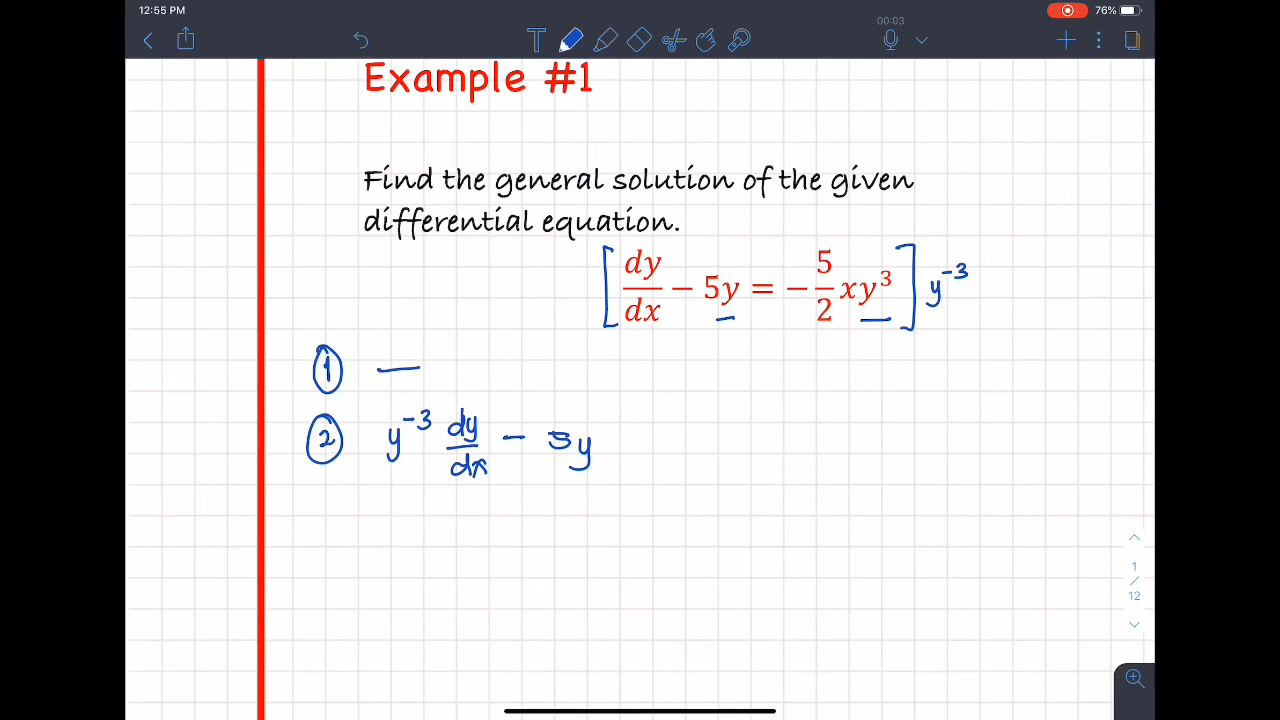 12:55 PM
76%
00:03
T
Example #1
Find the general solution of the given
differential equation.
[dy/dx − 5y = −5/2 xy³] y⁻³
① —
② y⁻³ dy/dx − 5y
1
/
12